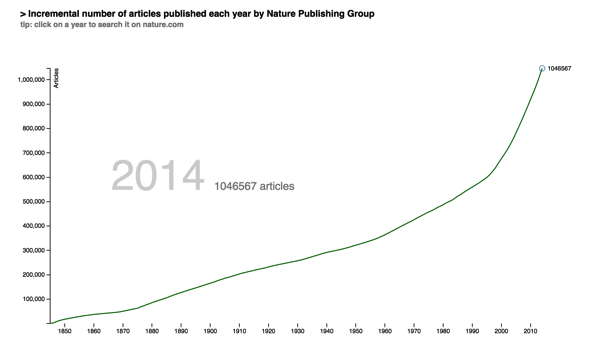 > Incremental number of articles published each year by Nature Publishing Group
tip: click on a year to search it on nature.com
1046567
Articles
1,000,000
900,000
800,000
700,000
600,000
500,000
400,000
300,000
200,000
100,000
2014 1046567 articles
1850 1860 1870 1880 1890 1900 1910 1920 1930 1940 1950 1960 1970 1980 1990 2000 2010